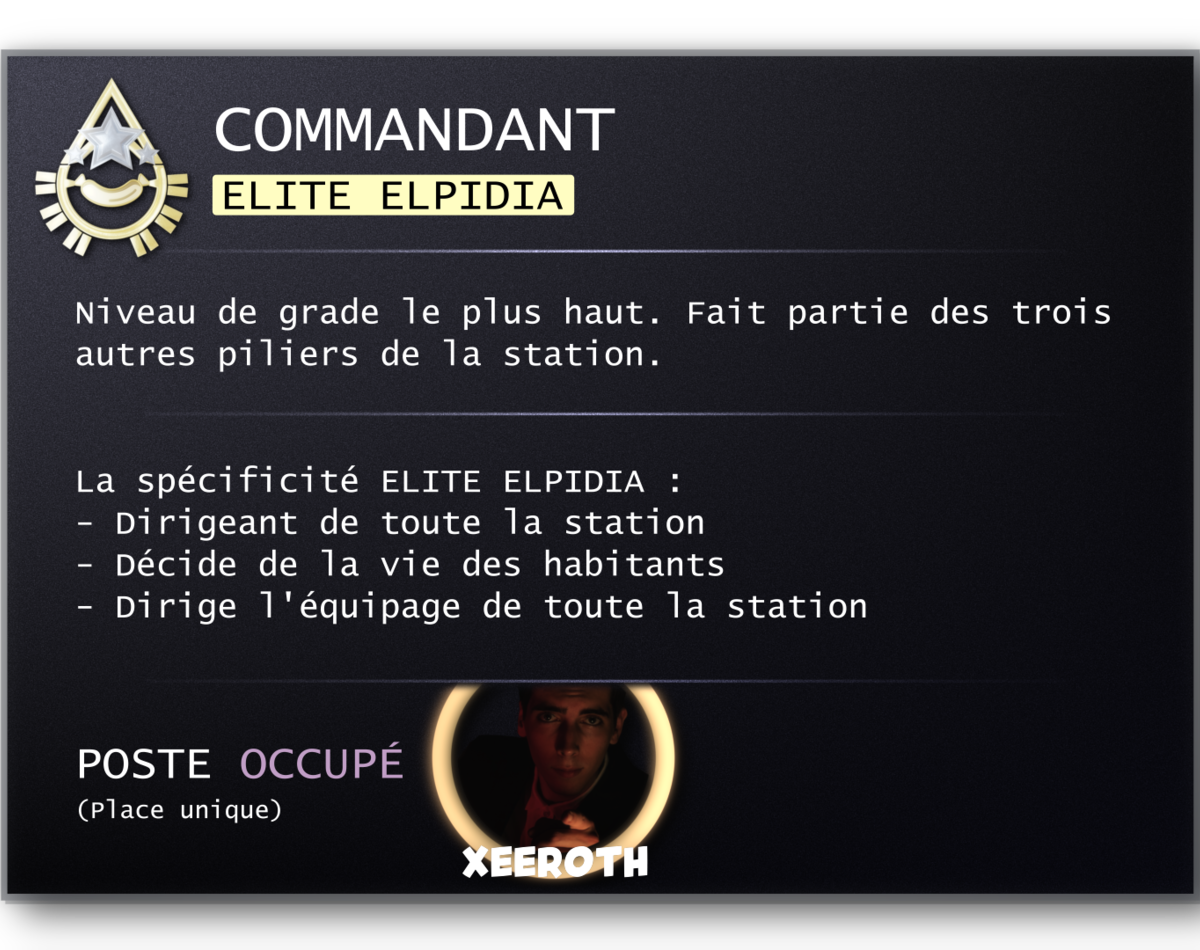 COMMANDANT
ELITE ELPIDIA
Niveau de grade le plus haut. Fait partie des trois
autres piliers de la station.
La spécificité ELITE ELPIDIA :
- Dirigeant de toute la station
- Décide de la vie des habitants
- Dirige l'équipage de toute la station
POSTE OCCUPÉ
(Place unique)
XEEROTH